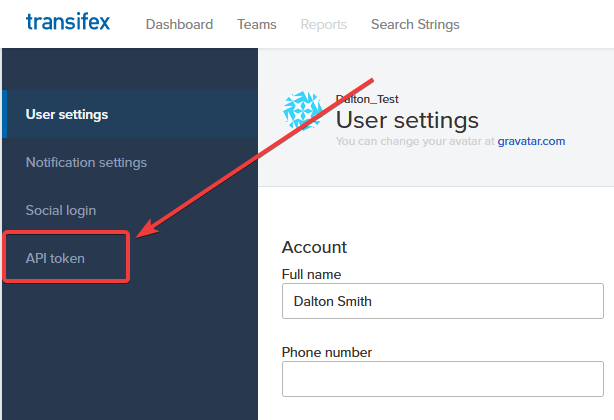 transifex Dashboard Teams Reports Search Strings
User settings
Notification settings
Social login
API token
Dalton_Test
User settings
You can change your avatar at gravatar.com
Account
Full name
Dalton Smith
Phone number